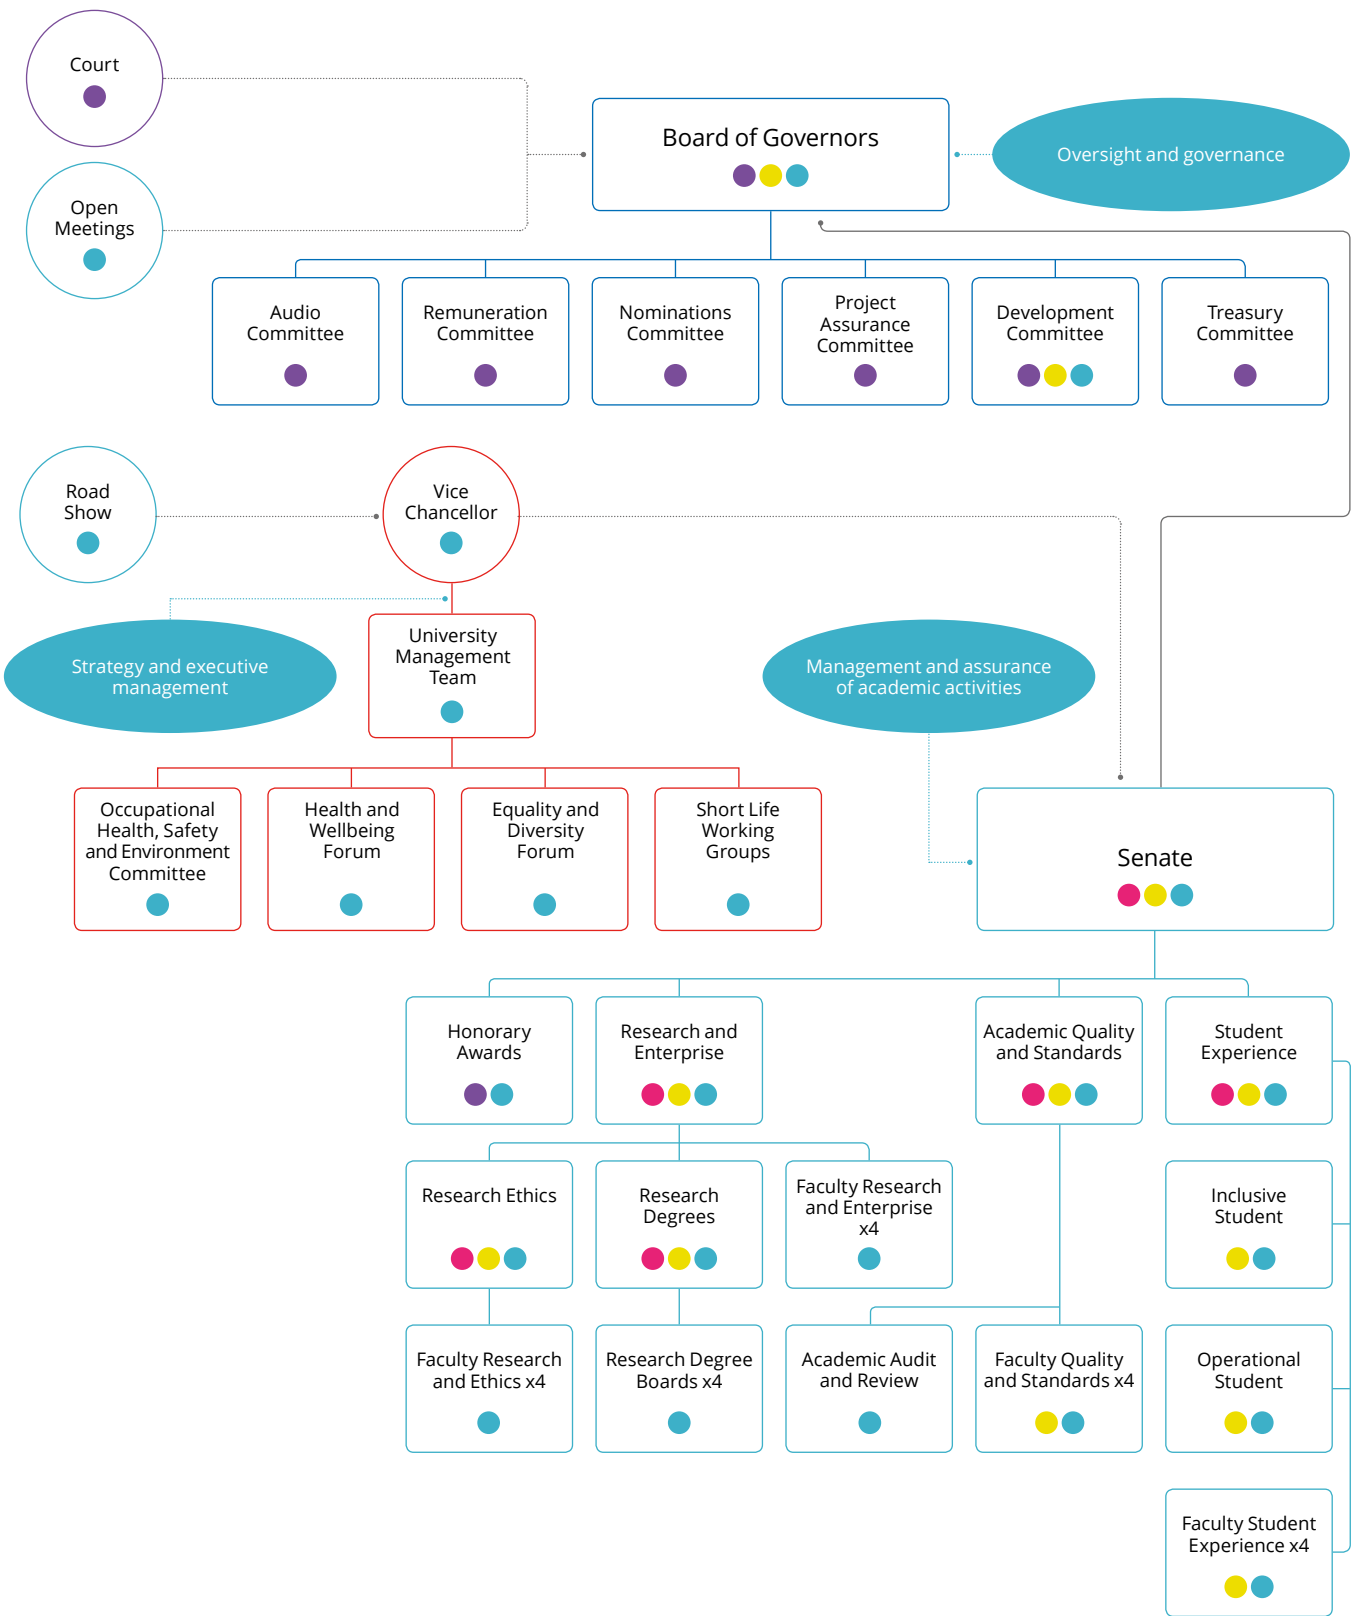 Court
Open
Meetings
Board of Governors
Oversight and governance
Audio
Committee
Remuneration
Committee
Nominations
Committee
Project
Assurance
Committee
Development
Committee
Treasury
Committee
Road
Show
Vice
Chancellor
Strategy and executive
management
University
Management
Team
Management and assurance
of academic activities
Occupational
Health, Safety
and Environment
Committee
Health and
Wellbeing
Forum
Equality and
Diversity
Forum
Short Life
Working
Groups
Senate
Honorary
Awards
Research and
Enterprise
Academic Quality
and Standards
Student
Experience
Research Ethics
Research
Degrees
Faculty Research
and Enterprise
x4
Inclusive
Student
Faculty Research
and Ethics x4
Research Degree
Boards x4
Academic Audit
and Review
Faculty Quality
and Standards x4
Operational
Student
Faculty Student
Experience x4